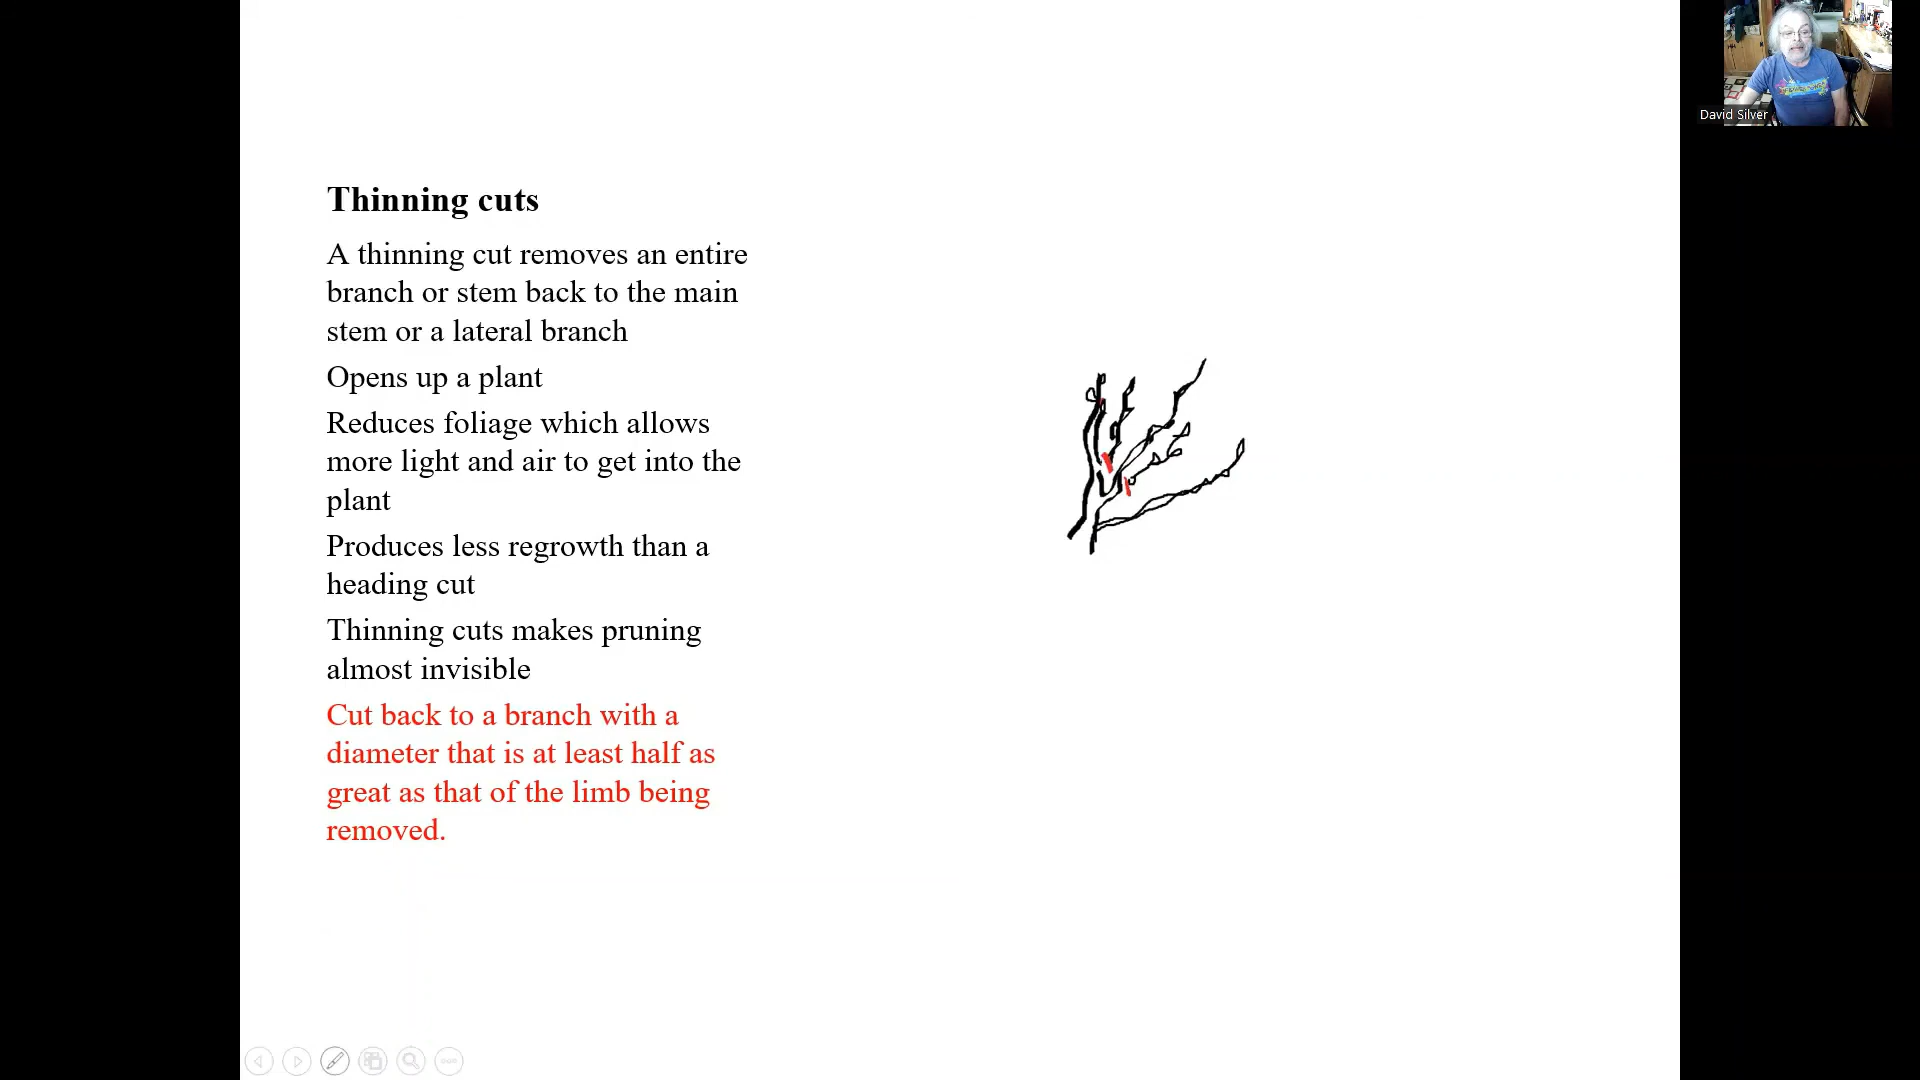 David Silver
Thinning cuts
A thinning cut removes an entire
branch or stem back to the main
stem or a lateral branch
Opens up a plant
Reduces foliage which allows
more light and air to get into the
plant
Produces less regrowth than a
heading cut
Thinning cuts makes pruning
almost invisible
Cut back to a branch with a
diameter that is at least half as
great as that of the limb being
removed.